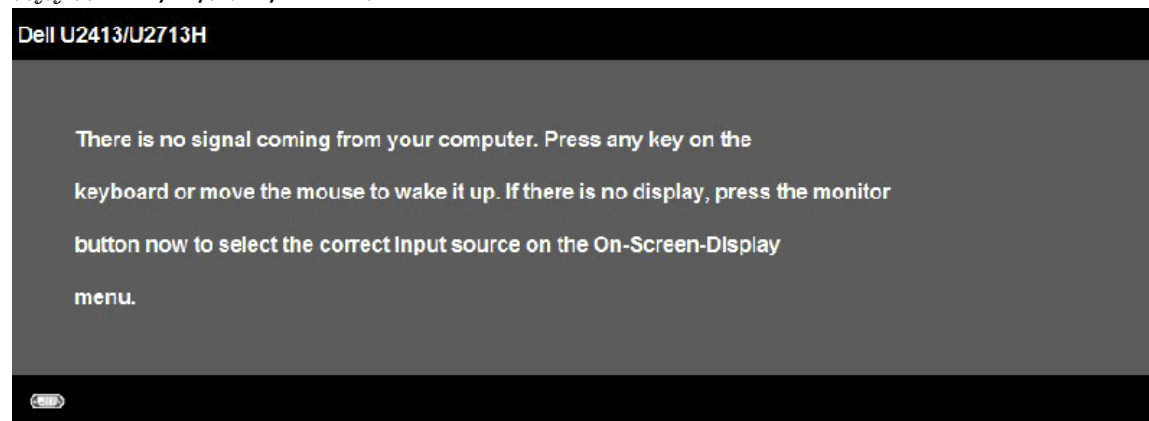 Dell U2413/U2713H
There is no signal coming from your computer. Press any key on the
keyboard or move the mouse to wake it up. If there is no display, press the monitor
button now to select the correct input source on the On-Screen-Display
menu.